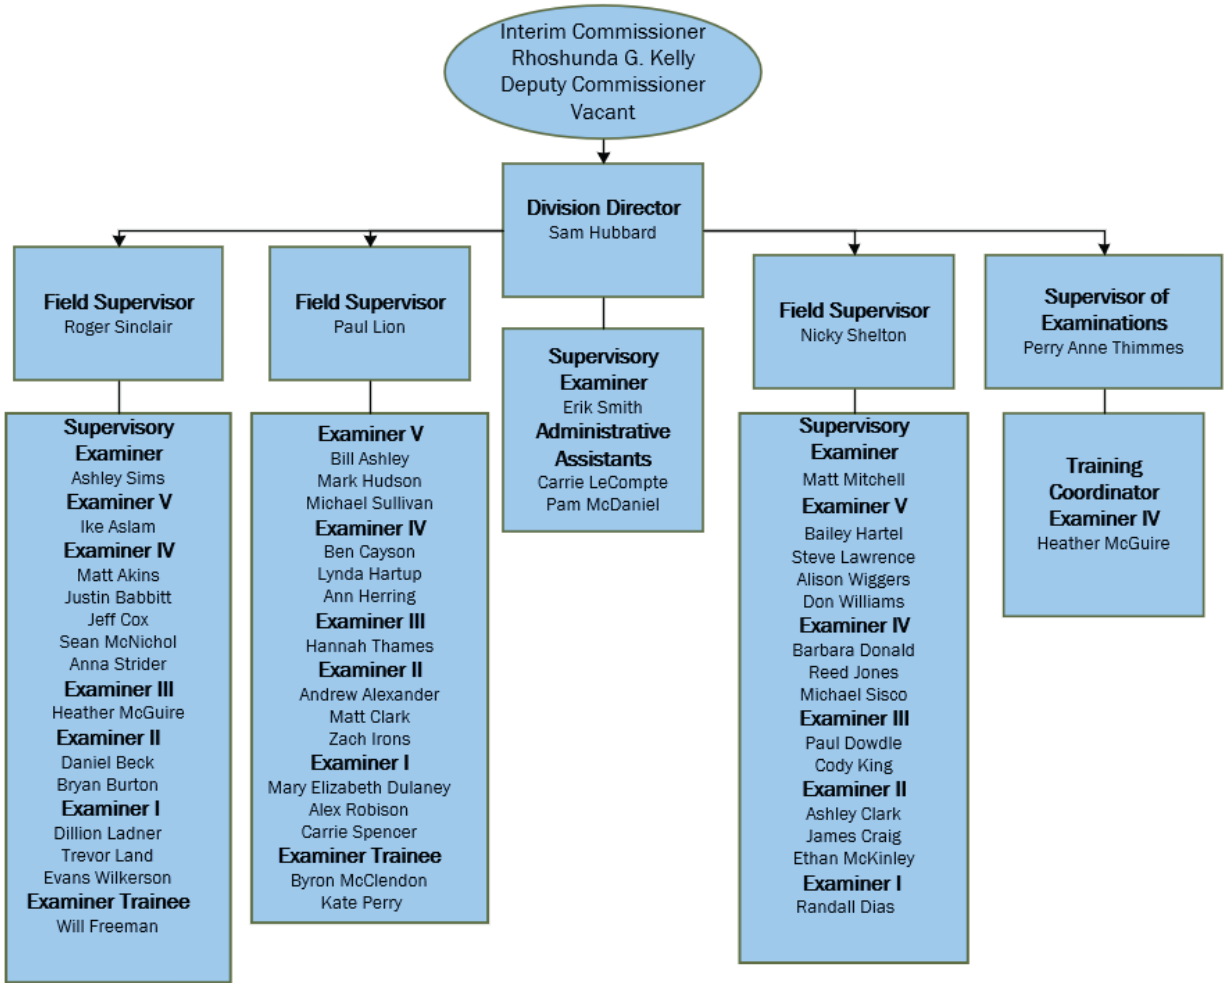 Interim Commissioner
Rhoshunda G. Kelly
Deputy Commissioner
Vacant
Division Director
Sam Hubbard
Field Supervisor
Roger Sinclair
Field Supervisor
Paul Lion
Field Supervisor
Nicky Shelton
Supervisor of
Examinations
Perry Anne Thimmes
Supervisory
Examiner
Ashley Sims
Examiner V
Ike Aslam
Examiner IV
Matt Akins
Justin Babbitt
Jeff Cox
Sean McNichol
Anna Strider
Examiner III
Heather McGuire
Examiner II
Daniel Beck
Bryan Burton
Examiner I
Dillion Ladner
Trevor Land
Evans Wilkerson
Examiner Trainee
Will Freeman
Examiner V
Bill Ashley
Mark Hudson
Michael Sullivan
Examiner IV
Ben Cayson
Lynda Hartup
Ann Herring
Examiner III
Hannah Thames
Examiner II
Andrew Alexander
Matt Clark
Zach Irons
Examiner I
Mary Elizabeth Dulaney
Alex Robison
Carrie Spencer
Examiner Trainee
Byron McClendon
Kate Perry
Supervisory
Examiner
Erik Smith
Administrative
Assistants
Carrie LeCompte
Pam McDaniel
Supervisory
Examiner
Matt Mitchell
Examiner V
Bailey Hartel
Steve Lawrence
Alison Wiggers
Don Williams
Examiner IV
Barbara Donald
Reed Jones
Michael Sisco
Examiner III
Paul Dowdle
Cody King
Examiner II
Ashley Clark
James Craig
Ethan McKinley
Examiner I
Randall Dias
Training
Coordinator
Examiner IV
Heather McGuire